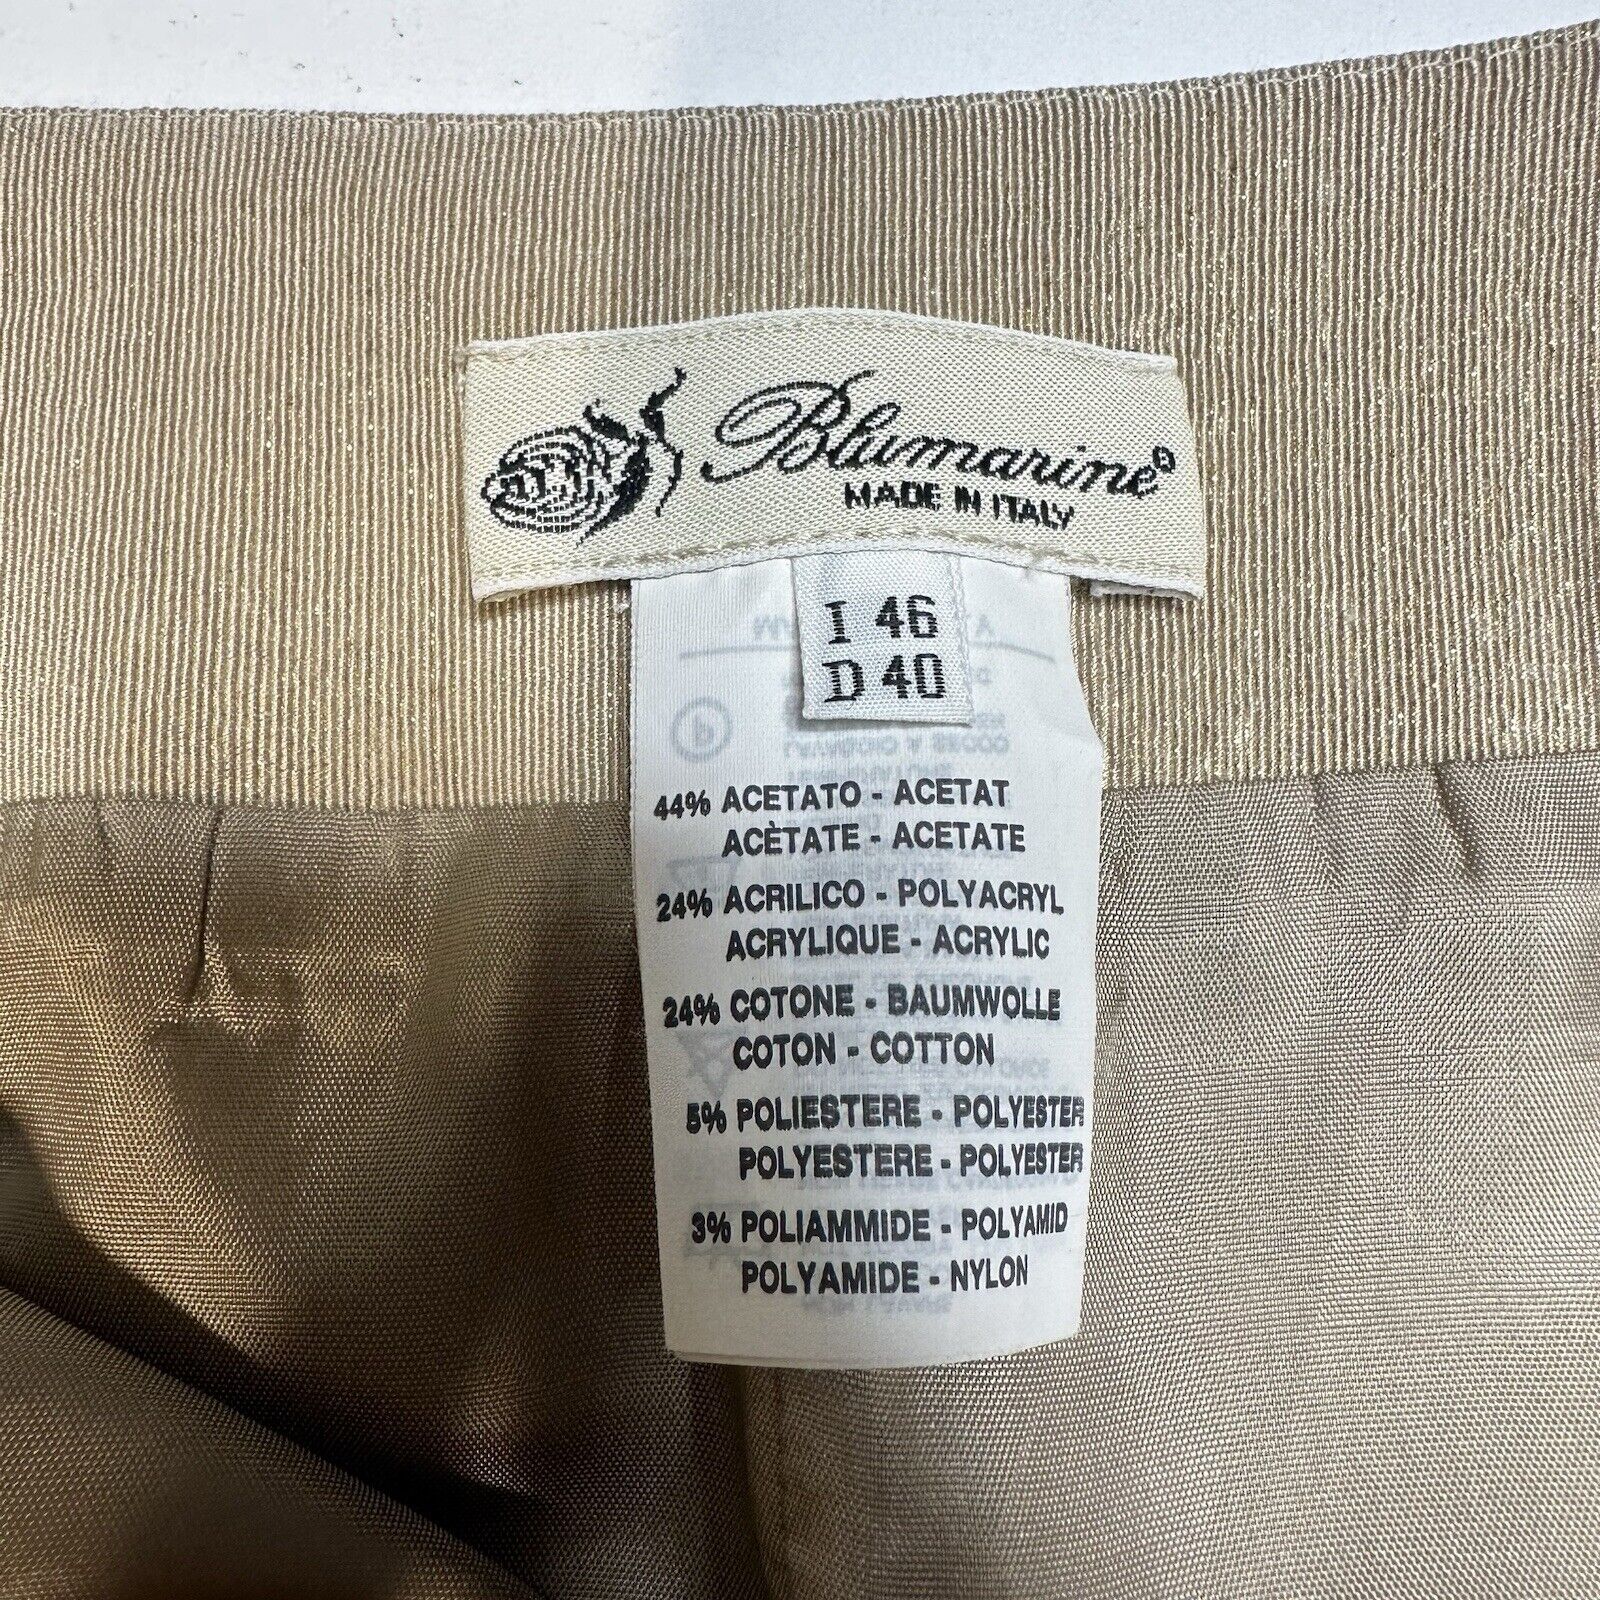 Blumarine®
MADE IN ITALY
I 46
D 40
44% ACETATO - ACETAT
ACÈTATE - ACETATE
24% ACRILICO - POLYACRYL
ACRYLIQUE - ACRYLIC
24% COTONE - BAUMWOLLE
COTON - COTTON
5% POLIESTERE - POLYESTER
POLYESTERE - POLYESTER
3% POLIAMMIDE - POLYAMID
POLYAMIDE - NYLON